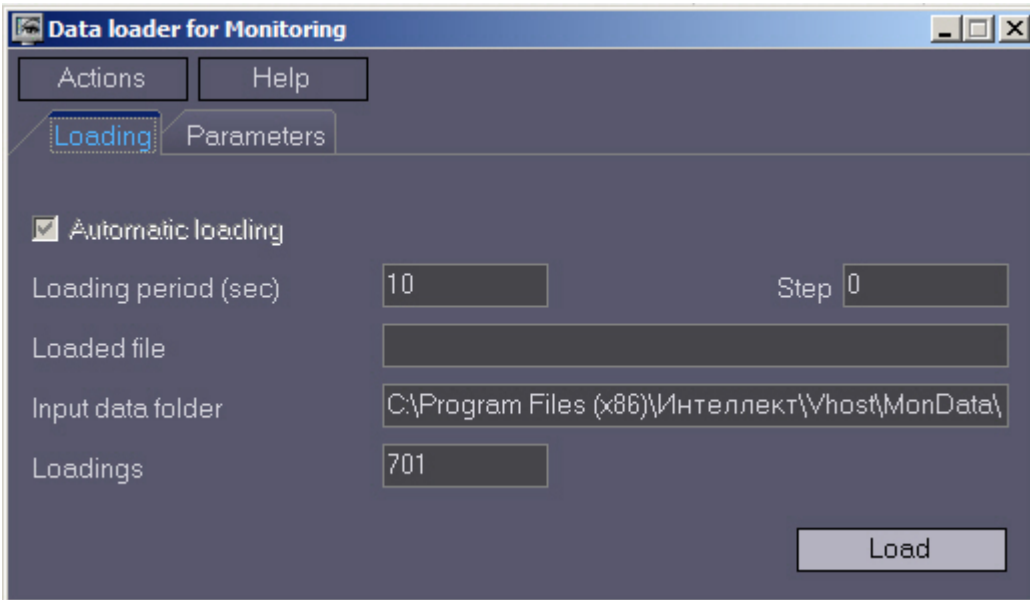 Data loader for Monitoring
Actions Help
Loading Parameters
Automatic loading
Loading period (sec) 10 Step 0
Loaded file
Input data folder C:\Program Files (x86)\Интеллект\Vhost\MonData\
Loadings 701
Load